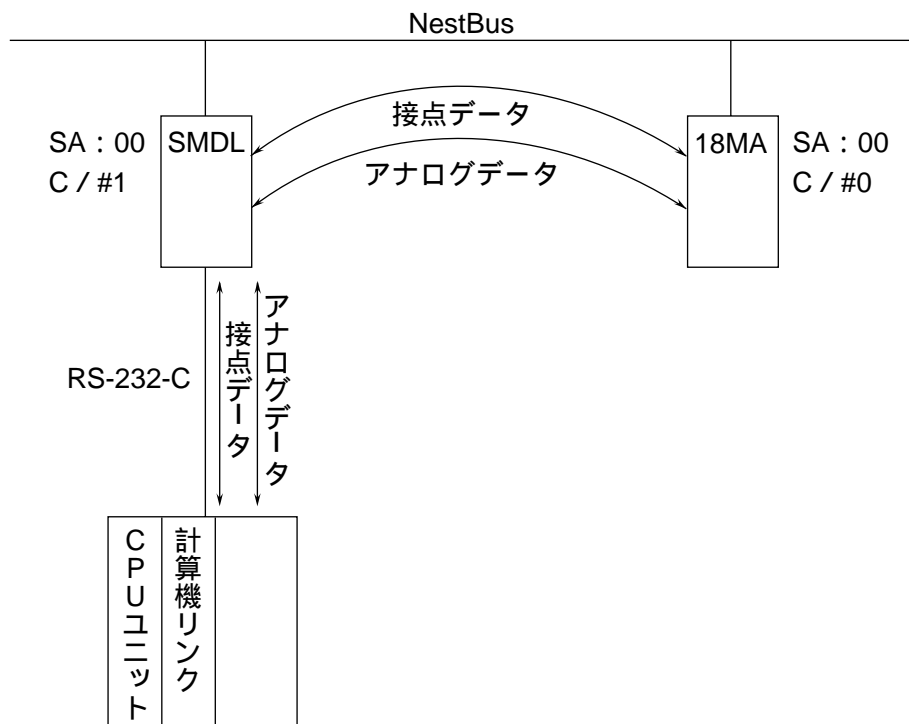 NestBus
接点データ
SA：00
C / #1
SMDL
アナログデータ
18MA
SA：00
C / #0
RS-232-C
接点データ
アナログデータ
CPUユニット
計算機リンク